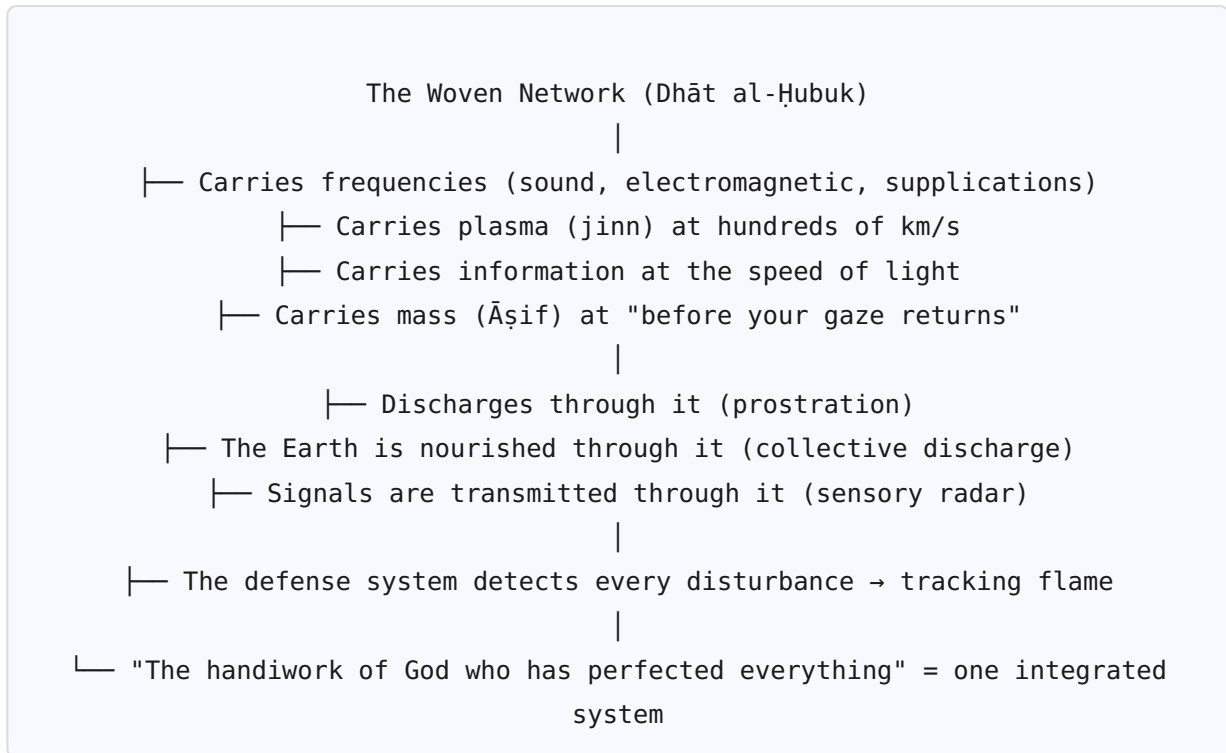 The Woven Network (Dhāt al-Ḥubuk)
│
├── Carries frequencies (sound, electromagnetic, supplications)
├── Carries plasma (jinn) at hundreds of km/s
├── Carries information at the speed of light
├── Carries mass (Āṣif) at "before your gaze returns"
│
├── Discharges through it (prostration)
├── The Earth is nourished through it (collective discharge)
├── Signals are transmitted through it (sensory radar)
│
├── The defense system detects every disturbance → tracking flame
│
└── "The handiwork of God who has perfected everything" = one integrated
system